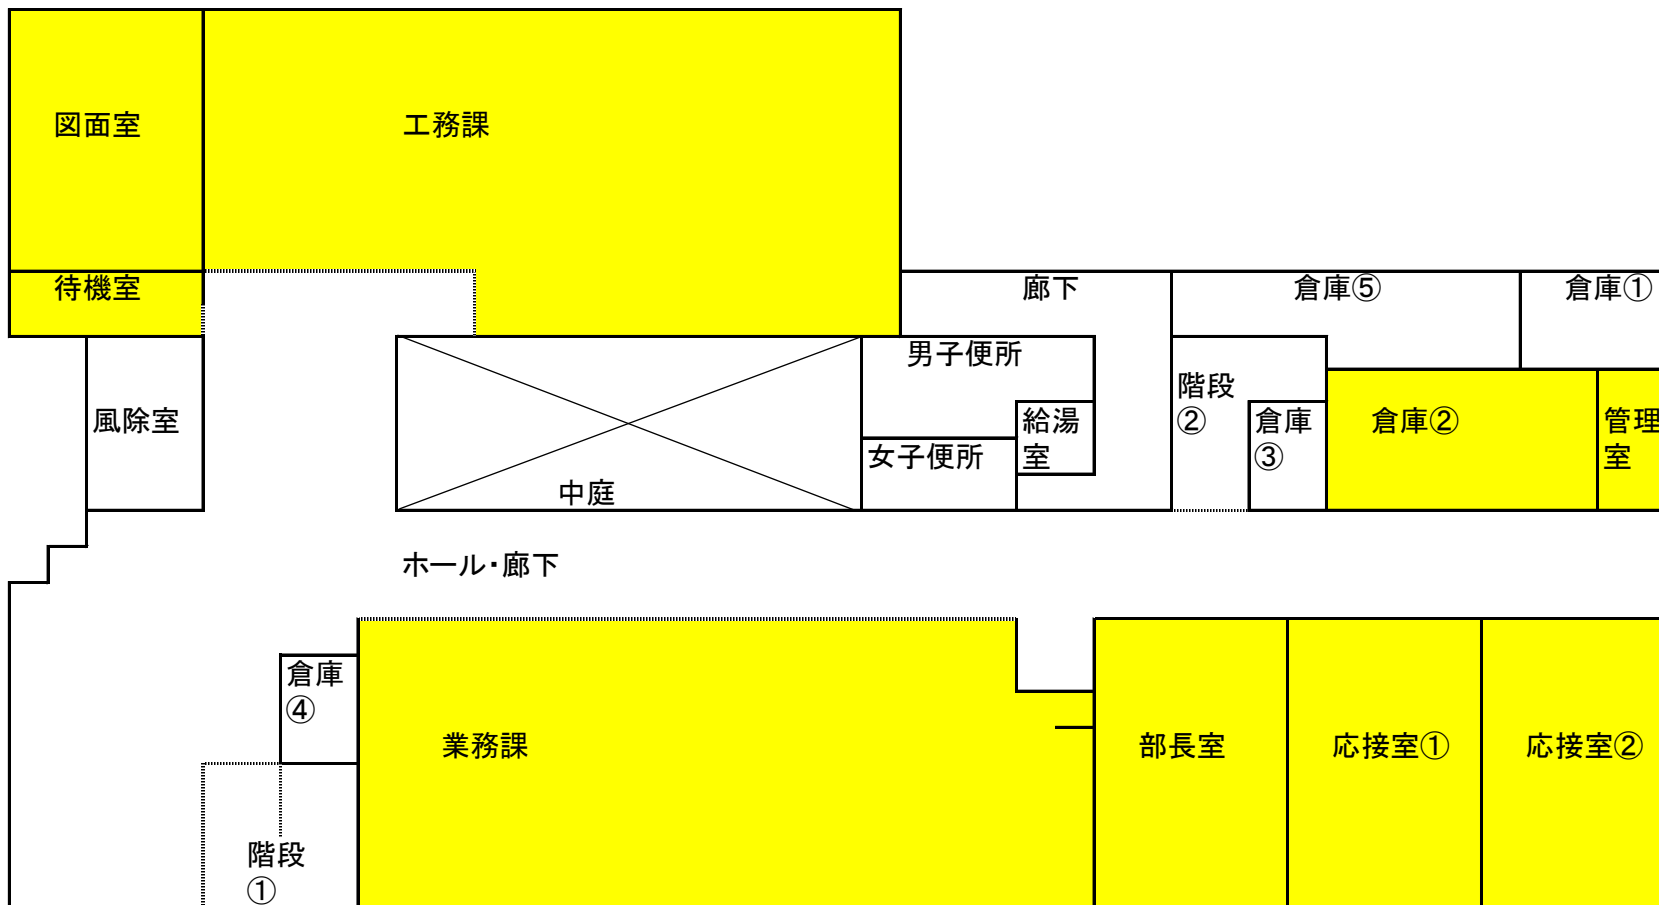 図面室
工務課
待機室
廊下
倉庫⑤
倉庫①
男子便所
階段
②
風除室
給湯
室
倉庫
③
倉庫②
管理
室
女子便所
中庭
ホール・廊下
倉庫
④
業務課
部長室
応接室①
応接室②
階段
①